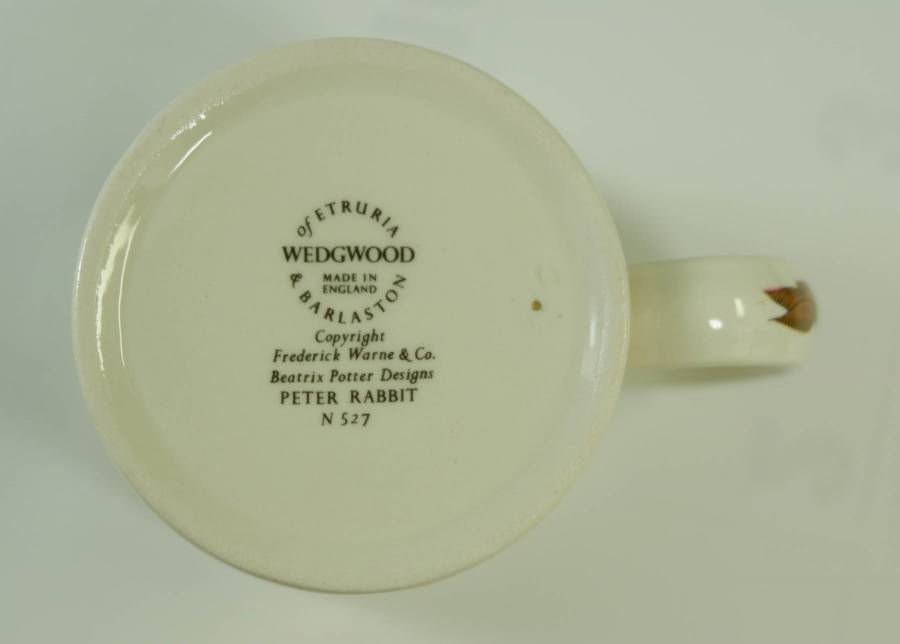 of ETRURIA
WEDGWOOD
MADE IN
ENGLAND
& BARLASTON
Copyright
Frederick Warne & Co.
Beatrix Potter Designs
PETER RABBIT
N 527